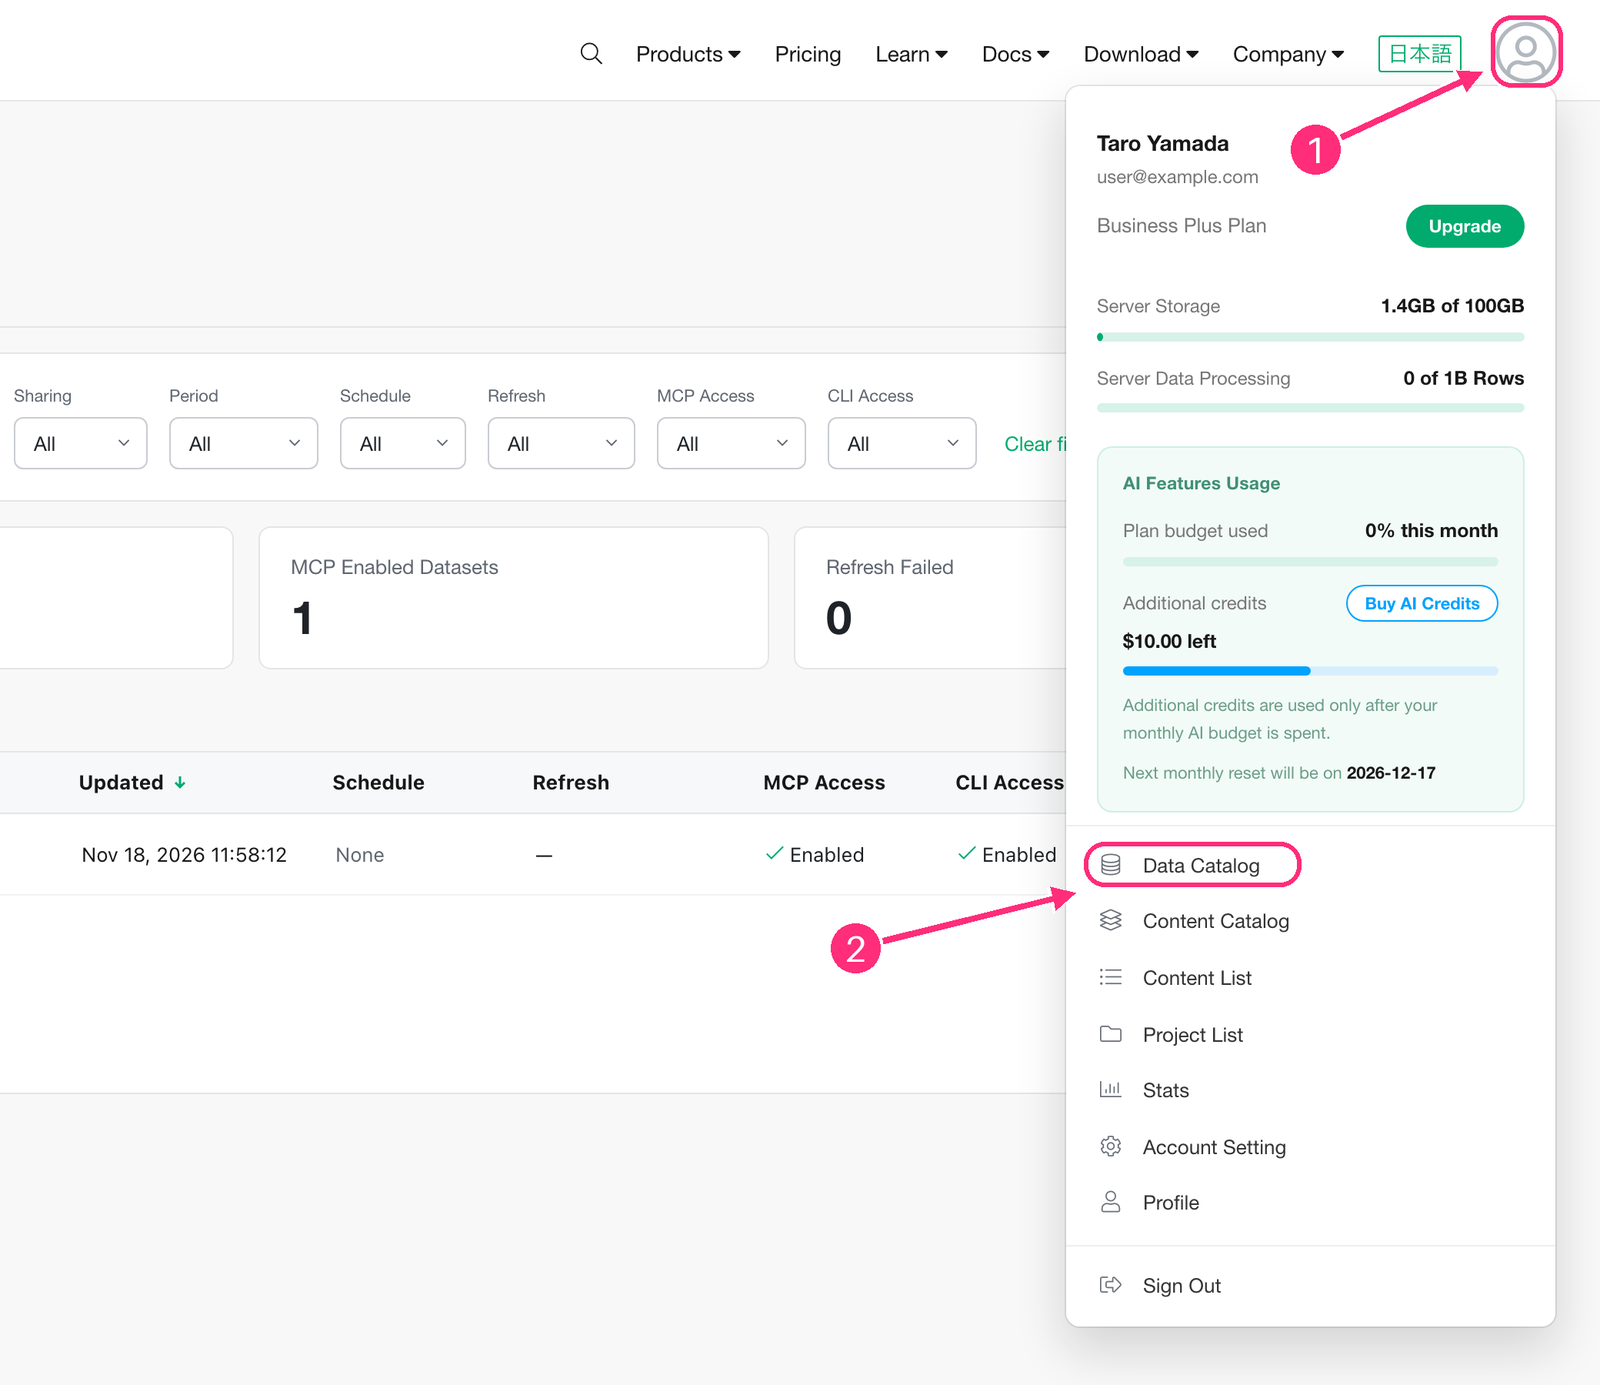 Products Pricing Learn Docs Download Company 日本語
1
Taro Yamada
user@example.com
Business Plus Plan Upgrade
Server Storage 1.4GB of 100GB
Server Data Processing 0 of 1B Rows
Sharing Period Schedule Refresh MCP Access CLI Access
All All All All All All Clear fi
AI Features Usage
Plan budget used 0% this month
Additional credits Buy AI Credits
$10.00 left
Additional credits are used only after your
monthly AI budget is spent.
Next monthly reset will be on 2026-12-17
MCP Enabled Datasets
1
Refresh Failed
0
Updated Schedule Refresh MCP Access CLI Access
Nov 18, 2026 11:58:12 None — Enabled Enabled
2
Data Catalog
Content Catalog
Content List
Project List
Stats
Account Setting
Profile
Sign Out